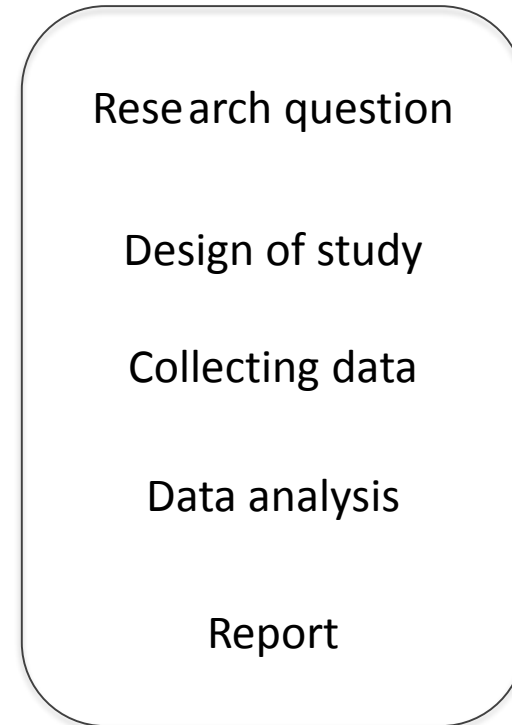 Research question
Design of study
Collecting data
Data analysis
Report